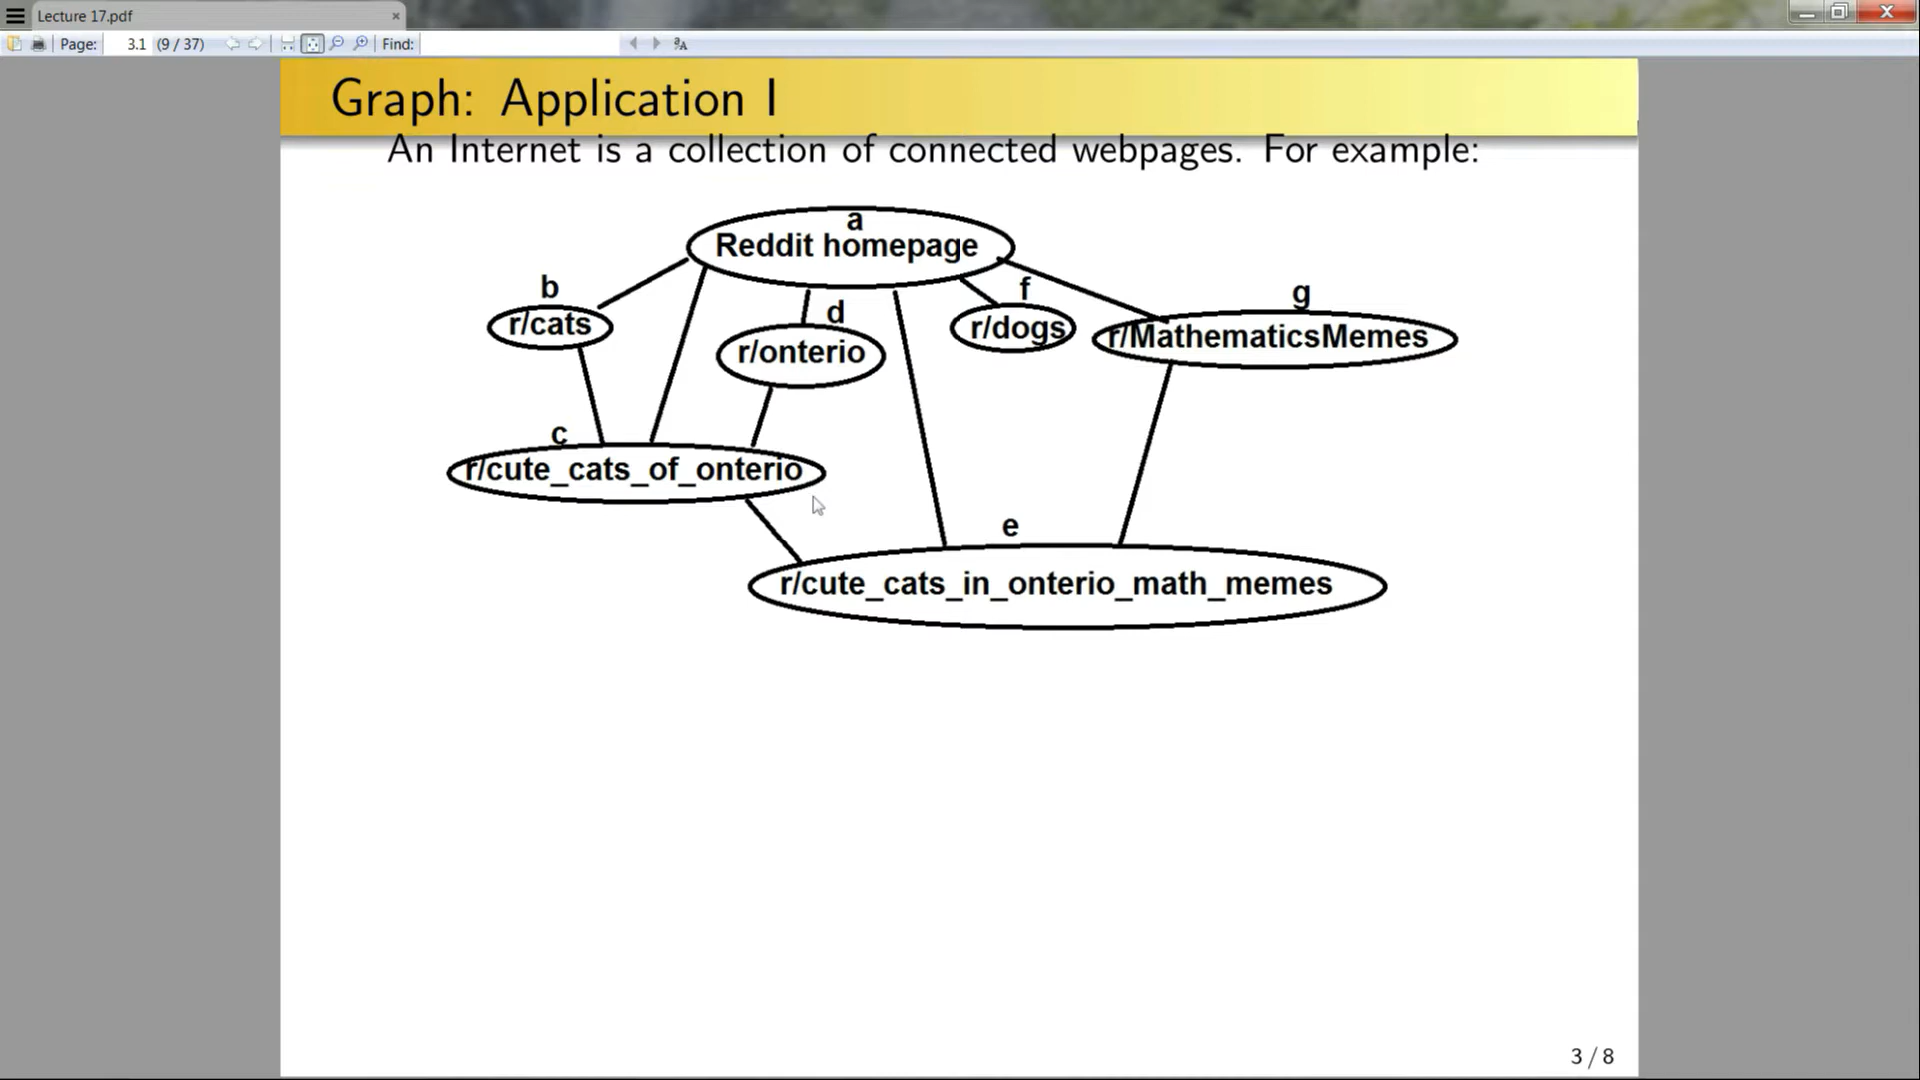 Lecture 17.pdf
Page: 3.1 (9 / 37) Find:
Graph: Application I
An Internet is a collection of connected webpages. For example:
a
Reddit homepage
b
r/cats
d
r/onterio
f
r/dogs
g
r/MathematicsMemes
c
r/cute_cats_of_onterio
e
r/cute_cats_in_onterio_math_memes
3 / 8